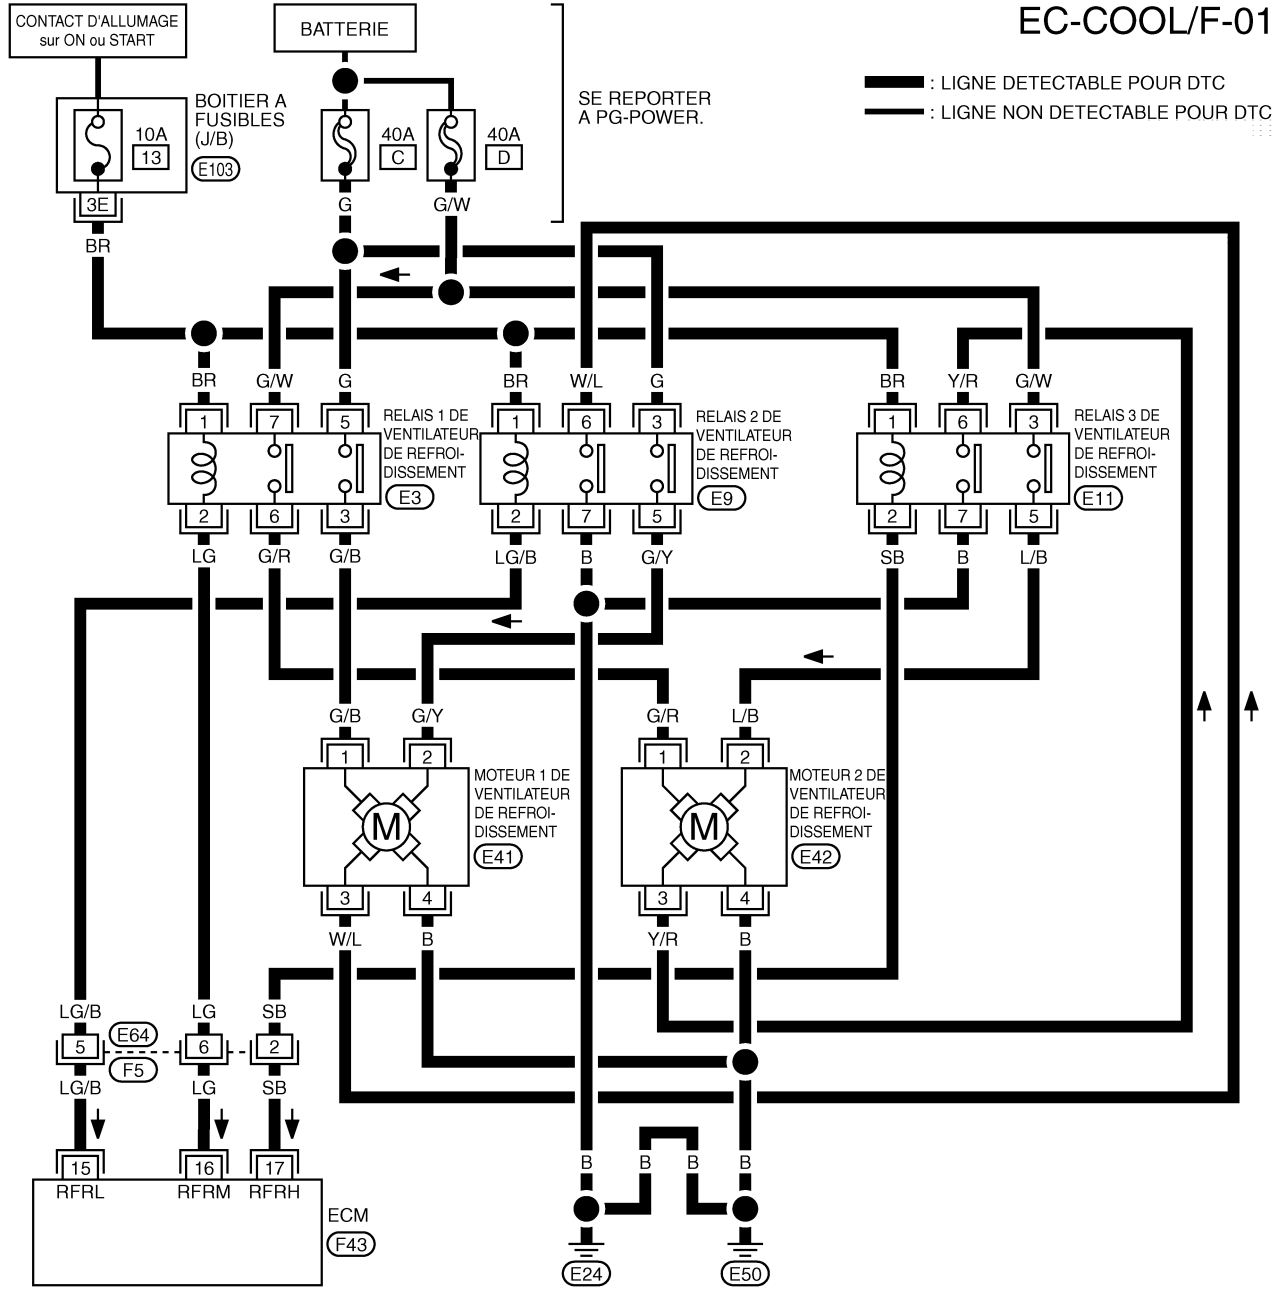 EC-COOL/F-01
CONTACT D'ALLUMAGE
sur ON ou START
BATTERIE
: LIGNE DETECTABLE POUR DTC
: LIGNE NON DETECTABLE POUR DTC
SE REPORTER
A PG-POWER.
BOITIER A
FUSIBLES
(J/B)
E103
10A
13
40A
C
40A
D
3E
G
G/W
BR
BR
G/W
G
BR
W/L
G
BR
Y/R
G/W
1
7
5
1
6
3
1
6
3
RELAIS 1 DE
VENTILATEUR
DE REFROI-
DISSEMENT
E3
RELAIS 2 DE
VENTILATEUR
DE REFROI-
DISSEMENT
E9
RELAIS 3 DE
VENTILATEUR
DE REFROI-
DISSEMENT
E11
2
6
3
2
7
5
2
7
5
LG
G/R
G/B
LG/B
B
G/Y
SB
B
L/B
G/B
G/Y
G/R
L/B
1
2
1
2
MOTEUR 1 DE
VENTILATEUR
DE REFROI-
DISSEMENT
E41
M
MOTEUR 2 DE
VENTILATEUR
DE REFROI-
DISSEMENT
E42
M
3
4
3
4
W/L
B
Y/R
B
LG/B
LG
SB
5
E64
6
2
F5
LG/B
LG
SB
15
16
17
RFRL
RFRM
RFRH
ECM
F43
B
B
B
B
E24
E50